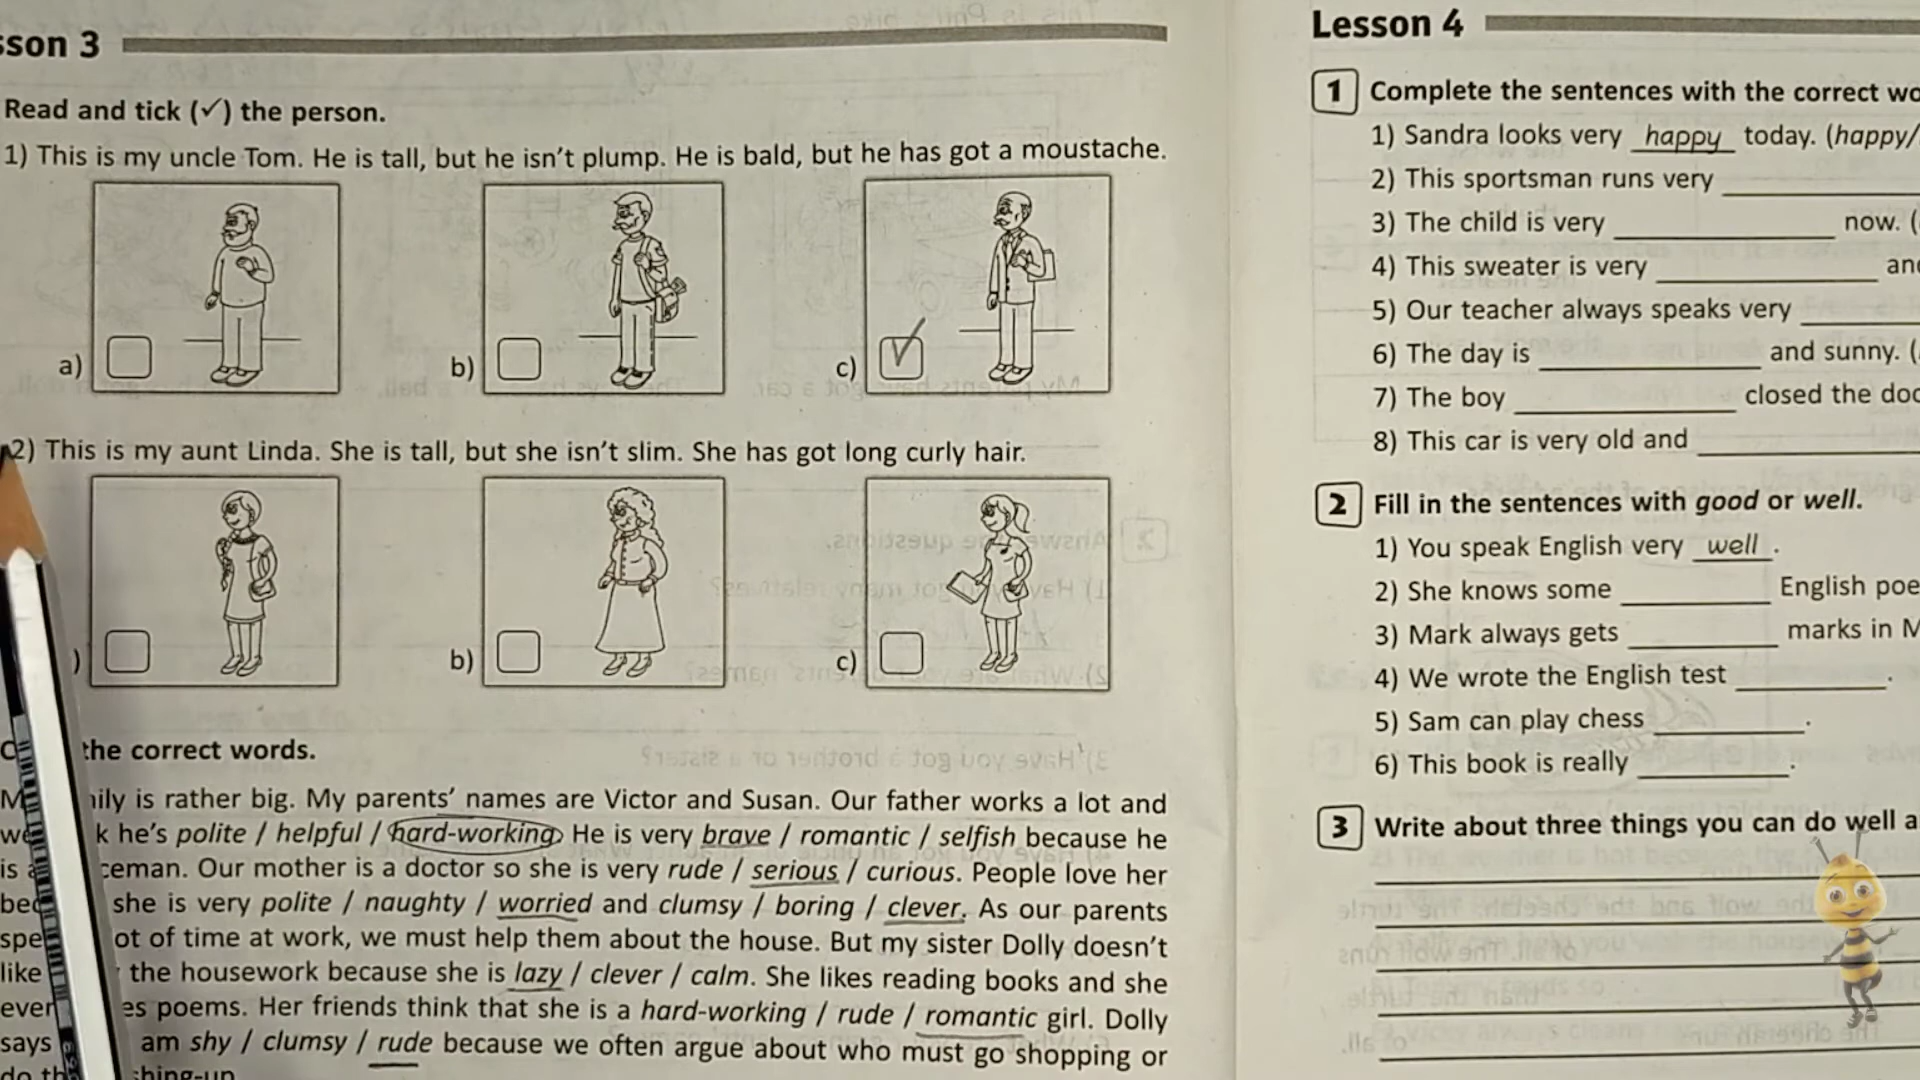 sson 3
Read and tick (✓) the person.
1) This is my uncle Tom. He is tall, but he isn't plump. He is bald, but he has got a moustache.
a)
b)
c) ✓
2) This is my aunt Linda. She is tall, but she isn't slim. She has got long curly hair.
)
b)
c)
the correct words.
ily is rather big. My parents' names are Victor and Susan. Our father works a lot and
k he's polite / helpful / hard-working. He is very brave / romantic / selfish because he
is a ceman. Our mother is a doctor so she is very rude / serious / curious. People love her
bec she is very polite / naughty / worried and clumsy / boring / clever. As our parents
spe ot of time at work, we must help them about the house. But my sister Dolly doesn't
like the housework because she is lazy / clever / calm. She likes reading books and she
ever es poems. Her friends think that she is a hard-working / rude / romantic girl. Dolly
says am shy / clumsy / rude because we often argue about who must go shopping or
do th hing-up
Lesson 4
1 Complete the sentences with the correct wo
1) Sandra looks very happy today. (happy/
2) This sportsman runs very
3) The child is very now. (
4) This sweater is very an
5) Our teacher always speaks very
6) The day is and sunny. (
7) The boy closed the doo
8) This car is very old and
2 Fill in the sentences with good or well.
1) You speak English very well .
2) She knows some English poe
3) Mark always gets marks in M
4) We wrote the English test .
5) Sam can play chess .
6) This book is really .
3 Write about three things you can do well a